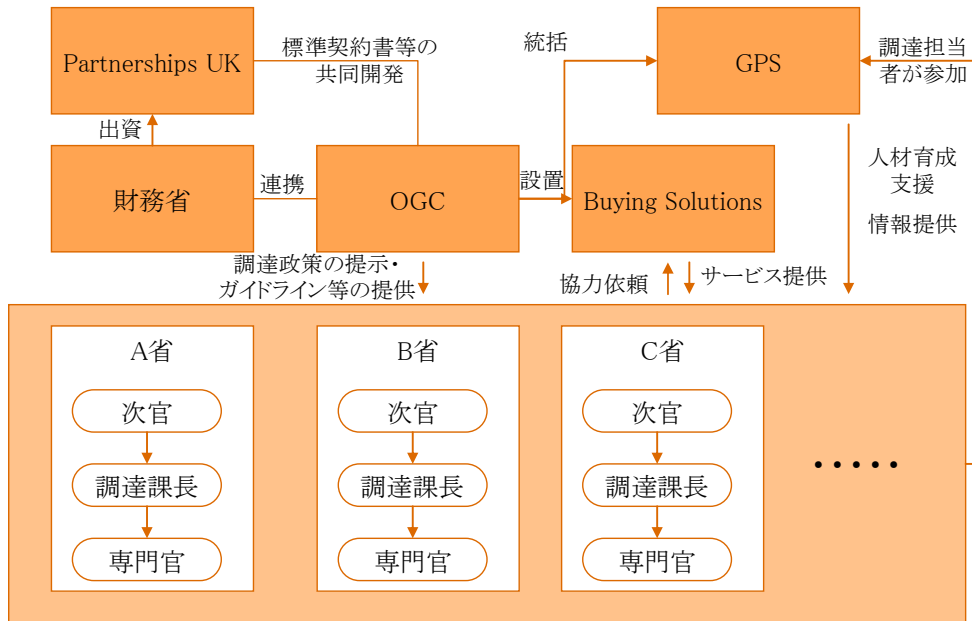 Partnerships UK
標準契約書等の
共同開発
統括
GPS
調達担当
者が参加
出資
財務省
連携
OGC
設置
Buying Solutions
人材育成
支援
情報提供
調達政策の提示・
ガイドライン等の提供
協力依頼
サービス提供
A省
次官
調達課長
専門官
B省
次官
調達課長
専門官
C省
次官
調達課長
専門官
・・・・・